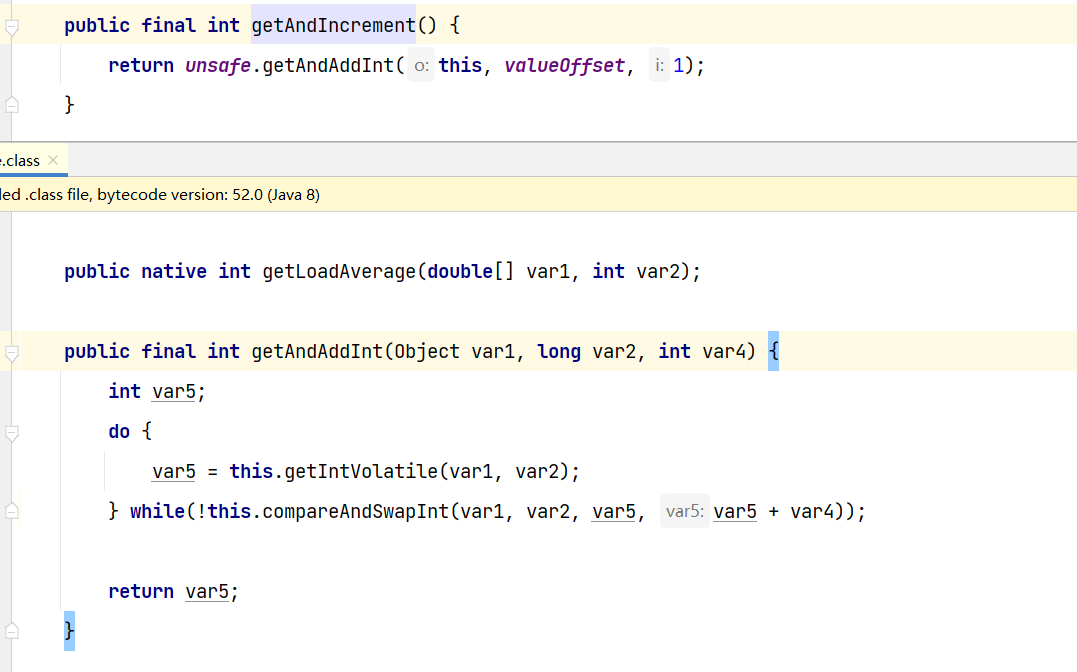 public final int getAndIncrement() {
return unsafe.getAndAddInt( o: this, valueOffset, i: 1);
}
e.class ×
led .class file, bytecode version: 52.0 (Java 8)
public native int getLoadAverage(double[] var1, int var2);
public final int getAndAddInt(Object var1, long var2, int var4) {
int var5;
do {
var5 = this.getIntVolatile(var1, var2);
} while(!this.compareAndSwapInt(var1, var2, var5, var5: var5 + var4));
return var5;
}